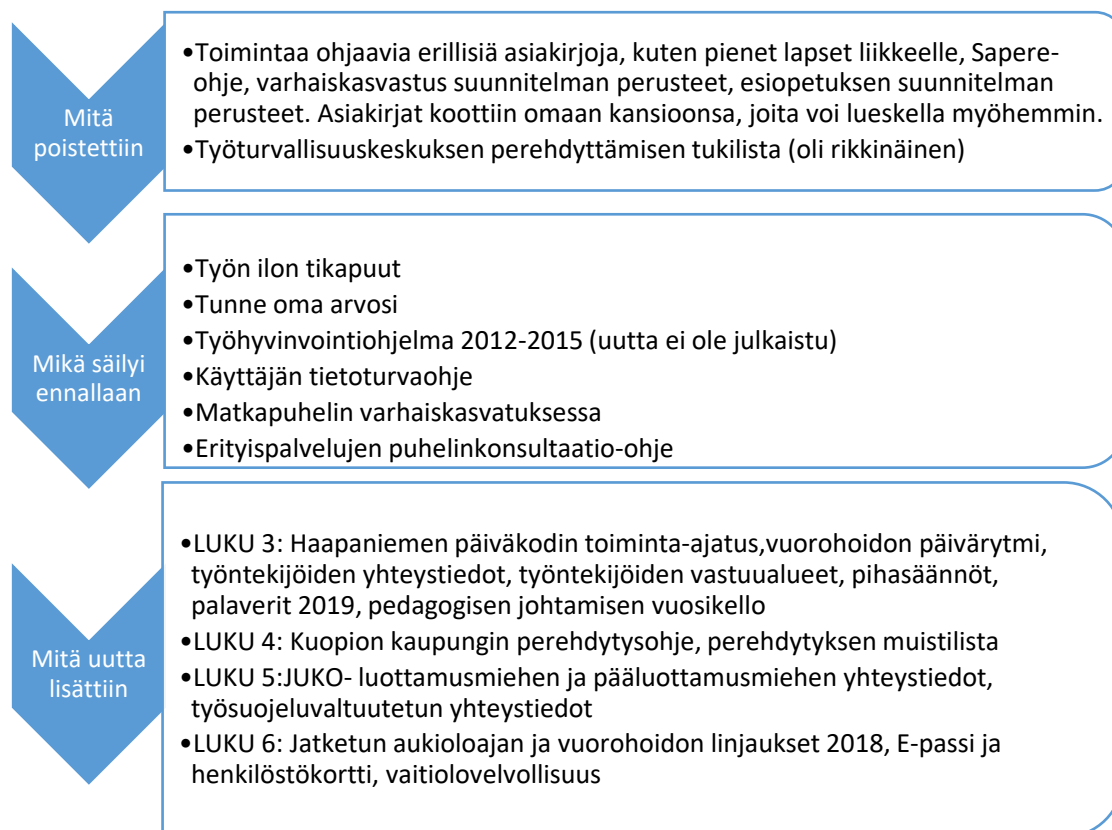 Mitä
poistettiin
•Toimintaa ohjaavia erillisiä asiakirjoja, kuten pienet lapset liikkeelle, Sapere-
ohje, varhaiskasvastus suunnitelman perusteet, esiopetuksen suunnitelman
perusteet. Asiakirjat koottiin omaan kansioonsa, joita voi lueskella myöhemmin.
•Työturvallisuuskeskuksen perehdyttämisen tukilista (oli rikkinäinen)
Mikä säilyi
ennallaan
•Työn ilon tikapuut
•Tunne oma arvosi
•Työhyvinvointiohjelma 2012-2015 (uutta ei ole julkaistu)
•Käyttäjän tietoturvaohje
•Matkapuhelin varhaiskasvatuksessa
•Erityispalvelujen puhelinkonsultaatio-ohje
Mitä uutta
lisättiin
•LUKU 3: Haapaniemen päiväkodin toiminta-ajatus,vuorohoidon päivärytmi,
työntekijöiden yhteystiedot, työntekijöiden vastuualueet, pihasäännöt,
palaverit 2019, pedagogisen johtamisen vuosikello
•LUKU 4: Kuopion kaupungin perehdytysohje, perehdytyksen muistilista
•LUKU 5:JUKO- luottamusmiehen ja pääluottamusmiehen yhteystiedot,
työsuojeluvaltuutetun yhteystiedot
•LUKU 6: Jatketun aukioloajan ja vuorohoidon linjaukset 2018, E-passi ja
henkilöstökortti, vaitiolovelvollisuus